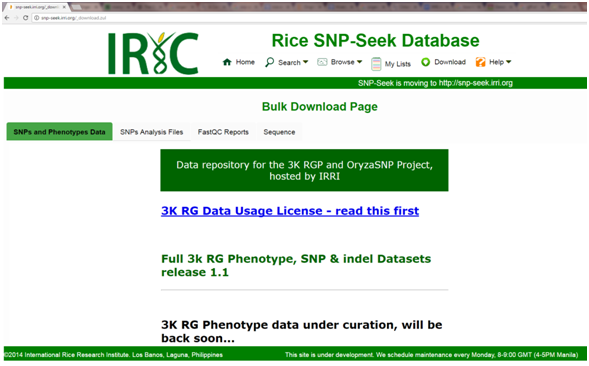 snp-seek.irri.org/_download.zul
IRIC
Rice SNP-Seek Database
Home Search Browse My Lists Download Help
SNP-Seek is moving to http://snp-seek.irri.org
Bulk Download Page
SNPs and Phenotypes Data SNPs Analysis Files FastQC Reports Sequence
Data repository for the 3K RGP and OryzaSNP Project,
hosted by IRRI
3K RG Data Usage License - read this first
Full 3k RG Phenotype, SNP & indel Datasets
release 1.1
3K RG Phenotype data under curation, will be
back soon...
©2014 International Rice Research Institute. Los Banos, Laguna, Philippines This site is under development. We schedule maintenance every Monday, 8-9:00 GMT (4-5PM Manila)